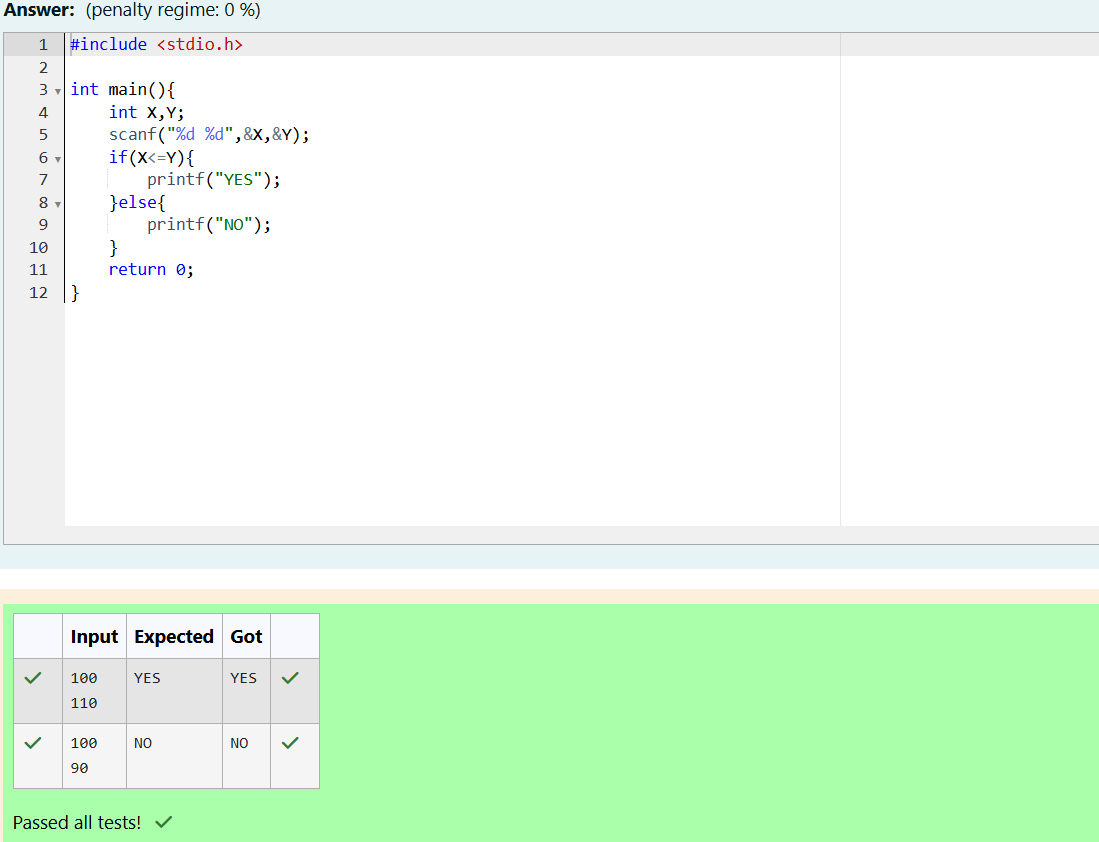 Answer: (penalty regime: 0 %)
1 #include <stdio.h>
2
3 int main(){
4     int X,Y;
5     scanf("%d %d",&X,&Y);
6     if(X<=Y){
7         printf("YES");
8     }else{
9         printf("NO");
10     }
11     return 0;
12 }
Input Expected Got
100 YES YES
110
100 NO NO
90
Passed all tests!